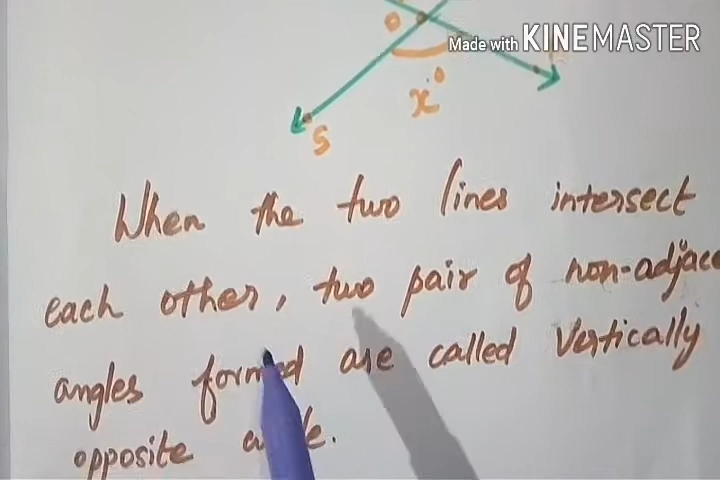 Made with KINEMASTER
O
x°
S
When the two lines intersect
each other, two pair of non-adjace
angles formed are called Vertically
opposite